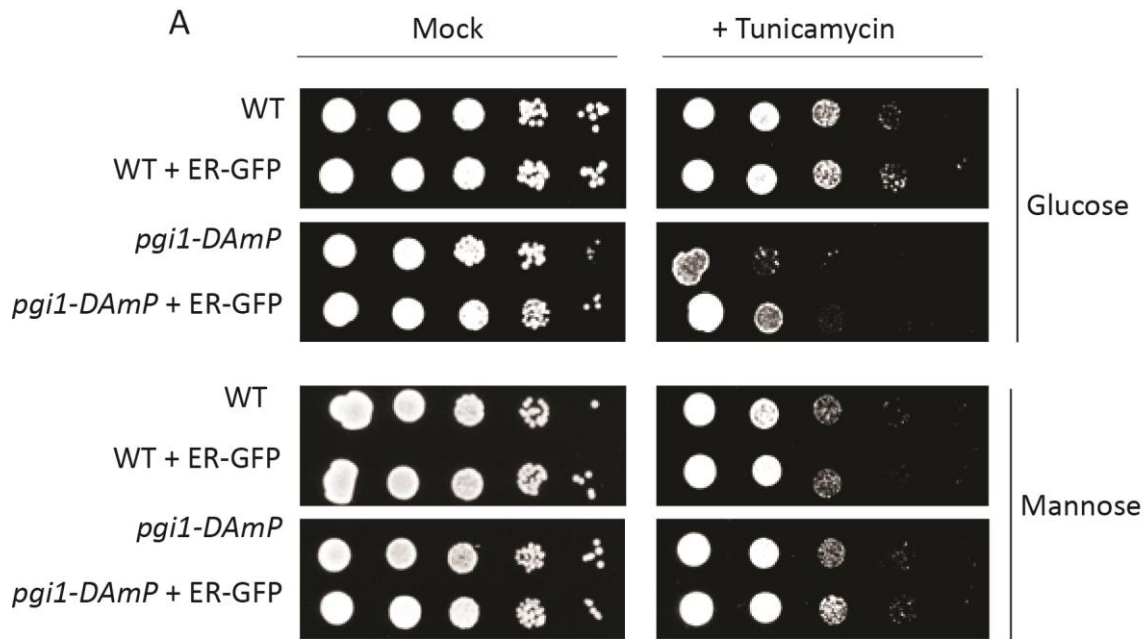 A
Mock
+ Tunicamycin
WT
WT + ER-GFP
pgi1-DAmP
pgi1-DAmP + ER-GFP
Glucose
WT
WT + ER-GFP
pgi1-DAmP
pgi1-DAmP + ER-GFP
Mannose